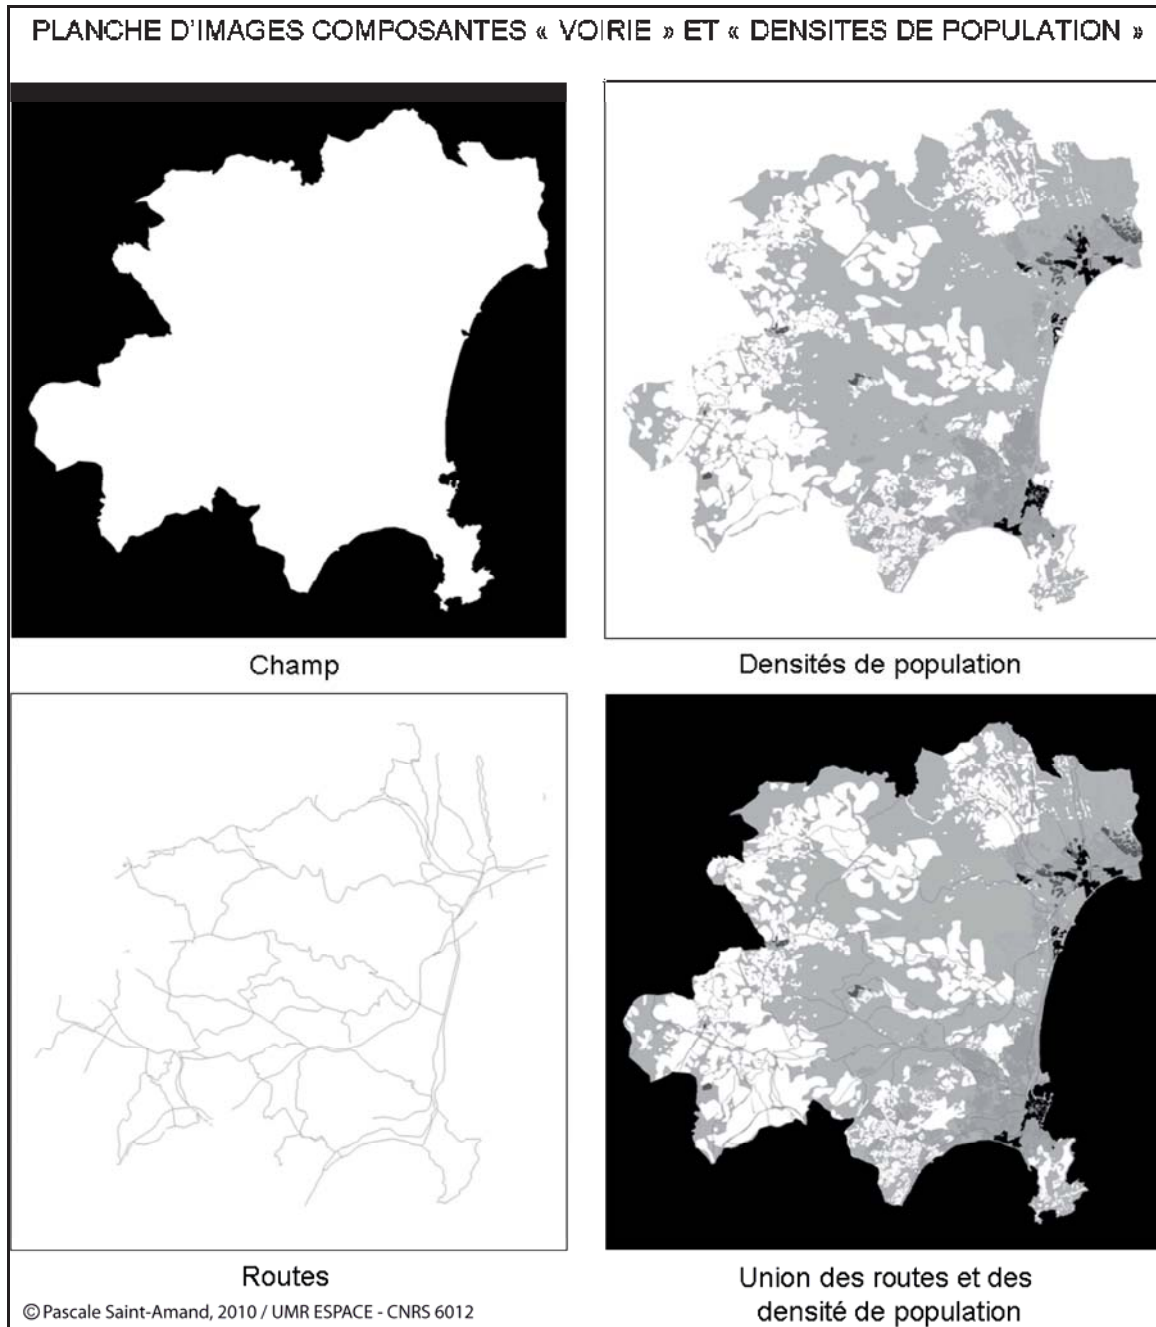 PLANCHE D'IMAGES COMPOSANTES « VOIRIE » ET « DENSITES DE POPULATION »
Champ
Densités de population
Routes
Union des routes et des
densité de population
© Pascale Saint-Amand, 2010 / UMR ESPACE - CNRS 6012